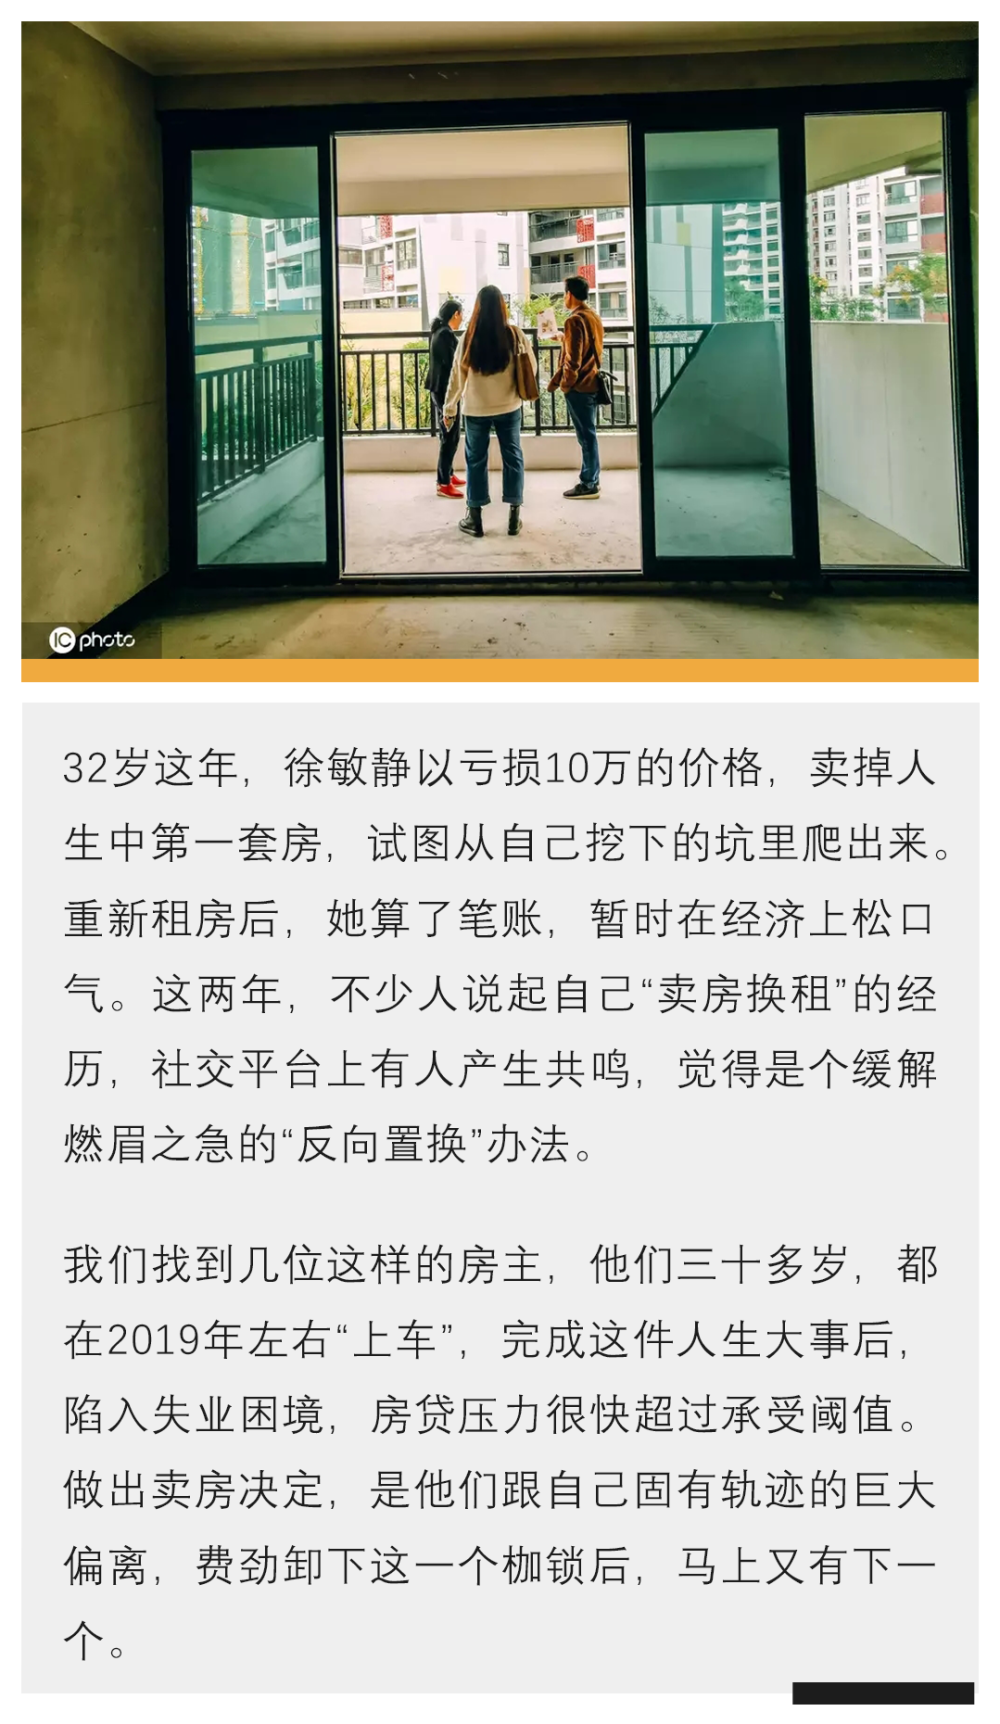 IC photo
32岁这年，徐敏静以亏损10万的价格，卖掉人
生中第一套房，试图从自己挖下的坑里爬出来。
重新租房后，她算了笔账，暂时在经济上松口
气。这两年，不少人说起自己“卖房换租”的经
历，社交平台上有人产生共鸣，觉得是个缓解
燃眉之急的“反向置换”办法。
我们找到几位这样的房主，他们三十多岁，都
在2019年左右“上车”，完成这件人生大事后，
陷入失业困境，房贷压力很快超过承受阈值。
做出卖房决定，是他们跟自己固有轨迹的巨大
偏离，费劲卸下这一个枷锁后，马上又有下一
个。